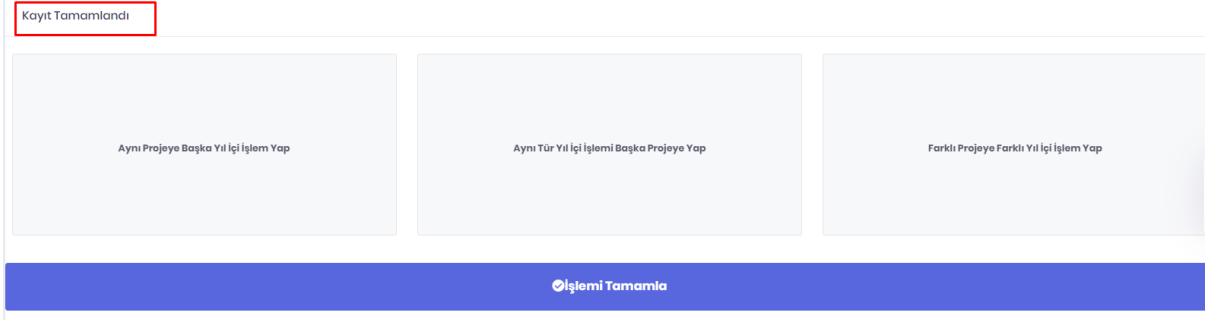 Kayıt Tamamlandı
Aynı Projeye Başka Yıl İçi İşlem Yap
Aynı Tür Yıl İçi İşlemi Başka Projeye Yap
Farklı Projeye Farklı Yıl İçi İşlem Yap
İşlemi Tamamla